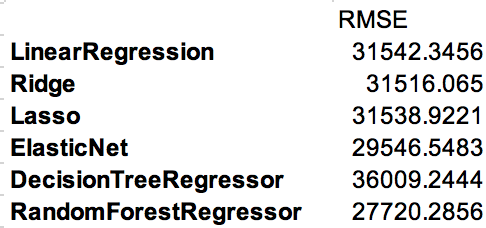 RMSE
LinearRegression 31542.3456
Ridge 31516.065
Lasso 31538.9221
ElasticNet 29546.5483
DecisionTreeRegressor 36009.2444
RandomForestRegressor 27720.2856